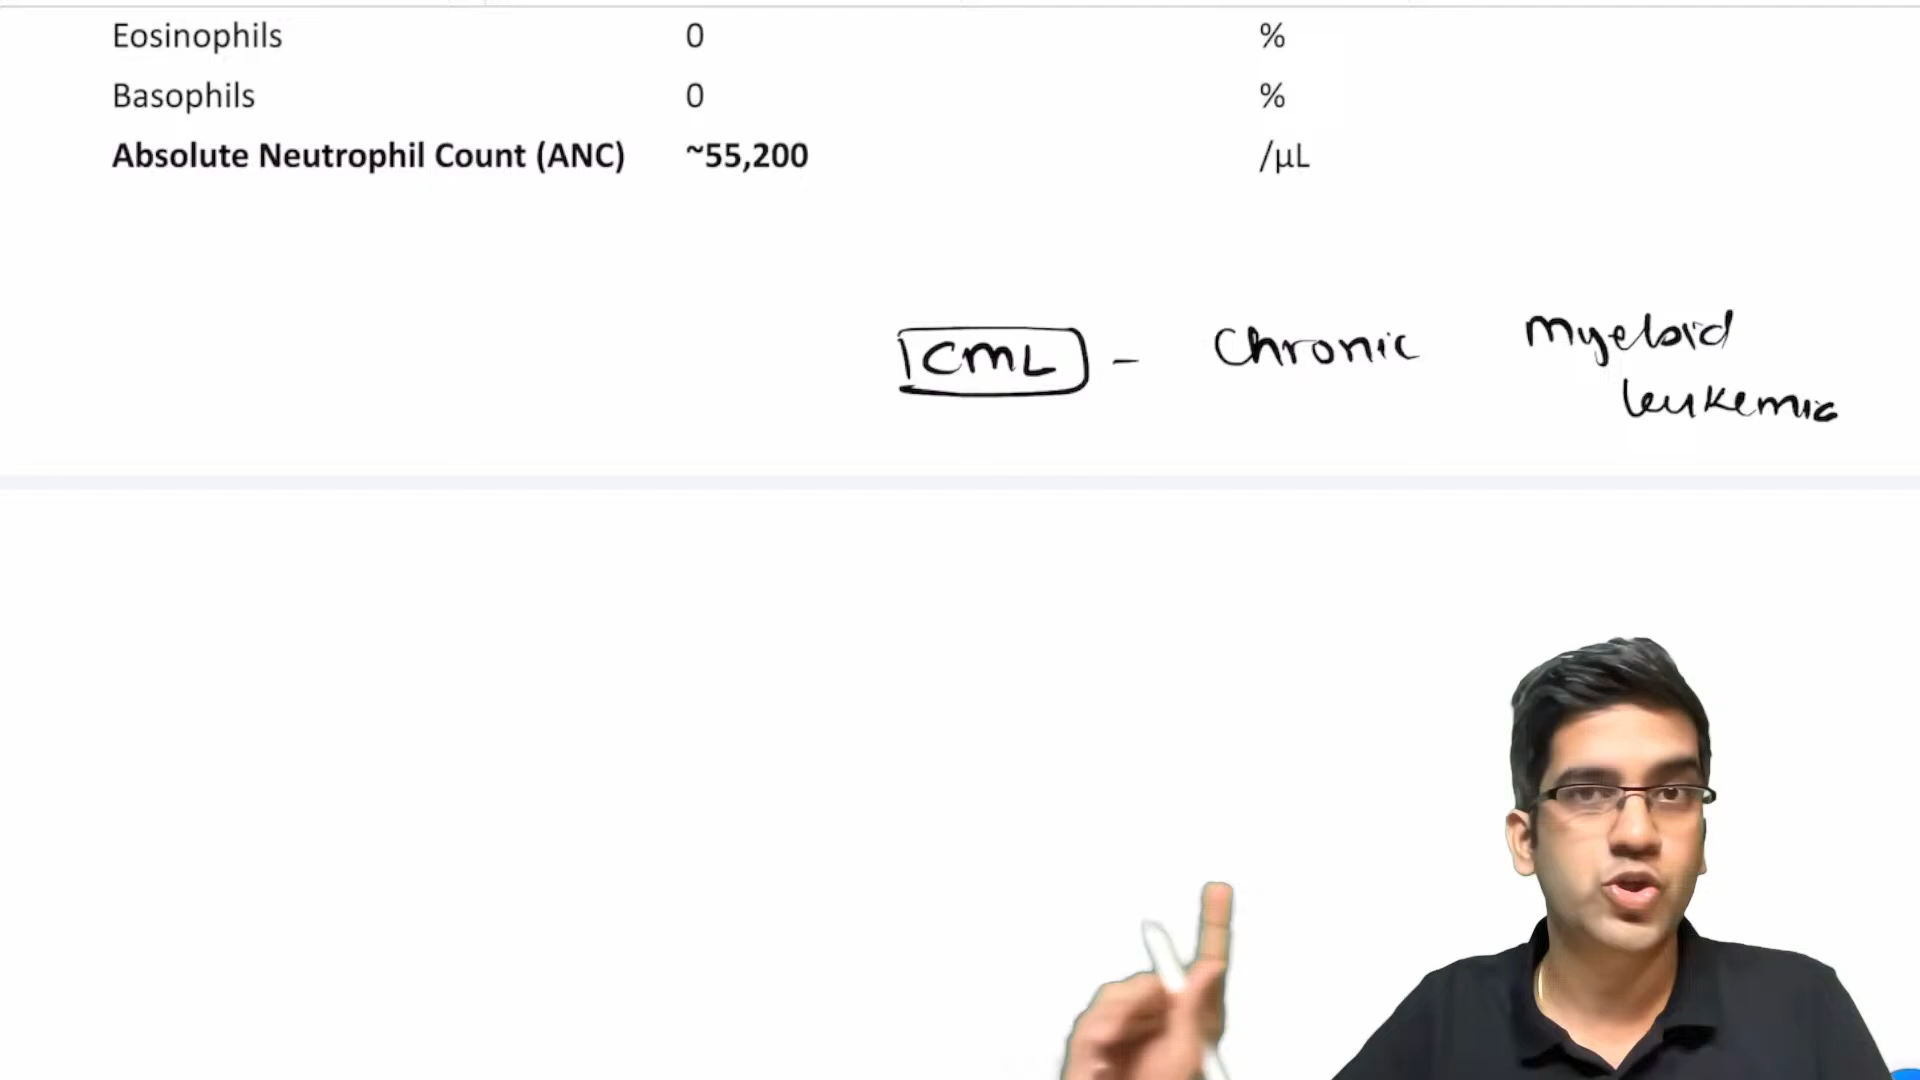 Eosinophils 0 %
Basophils 0 %
Absolute Neutrophil Count (ANC) ~55,200 /µL
CML - Chronic Myeloid
leukemia